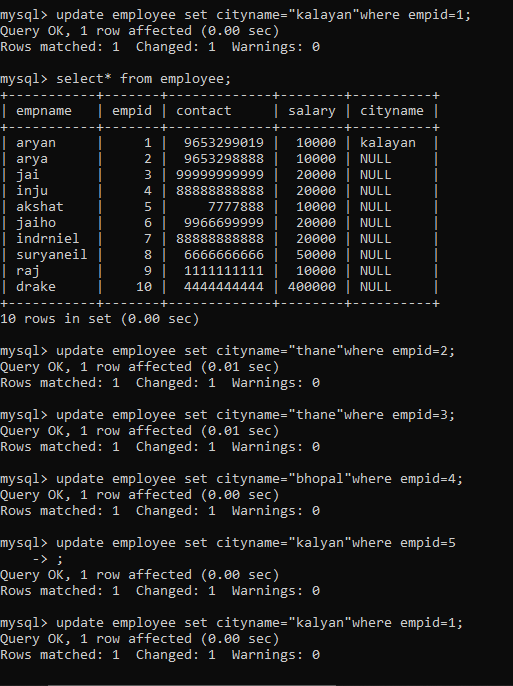 mysql> update employee set cityname="kalayan"where empid=1;
Query OK, 1 row affected (0.00 sec)
Rows matched: 1  Changed: 1  Warnings: 0

mysql> select* from employee;
+-----------+-------+-------------+--------+----------+
| empname   | empid | contact     | salary | cityname |
+-----------+-------+-------------+--------+----------+
| aryan     |     1 |  9653299019 |  10000 | kalayan  |
| arya      |     2 |  9653298888 |  10000 | NULL     |
| jai       |     3 | 99999999999 |  20000 | NULL     |
| inju      |     4 | 88888888888 |  20000 | NULL     |
| akshat    |     5 |     7777888 |  10000 | NULL     |
| jaiho     |     6 |  9966699999 |  20000 | NULL     |
| indrniel  |     7 | 88888888888 |  20000 | NULL     |
| suryaneil |     8 |  6666666666 |  50000 | NULL     |
| raj       |     9 |  1111111111 |  10000 | NULL     |
| drake     |    10 |  4444444444 | 400000 | NULL     |
+-----------+-------+-------------+--------+----------+
10 rows in set (0.00 sec)

mysql> update employee set cityname="thane"where empid=2;
Query OK, 1 row affected (0.01 sec)
Rows matched: 1  Changed: 1  Warnings: 0

mysql> update employee set cityname="thane"where empid=3;
Query OK, 1 row affected (0.01 sec)
Rows matched: 1  Changed: 1  Warnings: 0

mysql> update employee set cityname="bhopal"where empid=4;
Query OK, 1 row affected (0.00 sec)
Rows matched: 1  Changed: 1  Warnings: 0

mysql> update employee set cityname="kalyan"where empid=5
    -> ;
Query OK, 1 row affected (0.00 sec)
Rows matched: 1  Changed: 1  Warnings: 0

mysql> update employee set cityname="kalyan"where empid=1;
Query OK, 1 row affected (0.00 sec)
Rows matched: 1  Changed: 1  Warnings: 0